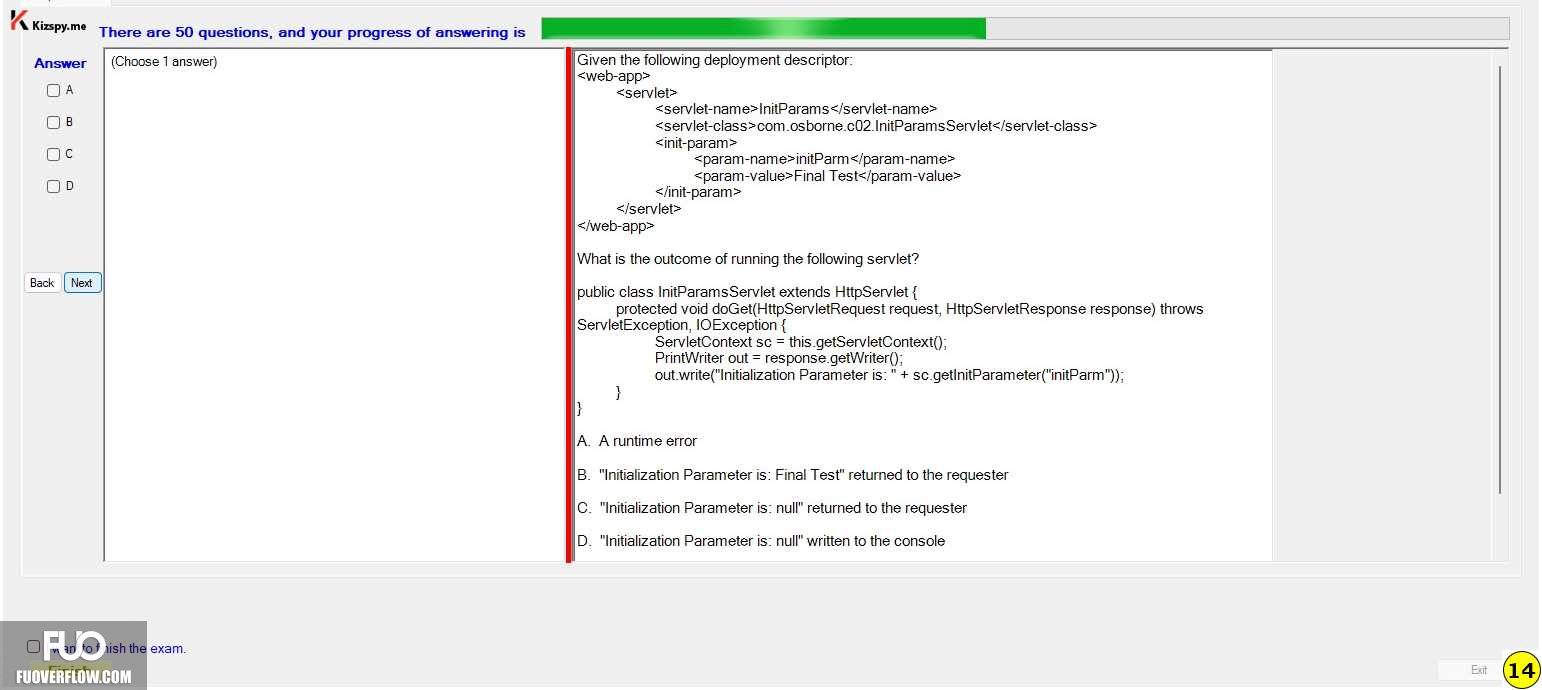 Kizspy.me
There are 50 questions, and your progress of answering is
Answer
(Choose 1 answer)
A
B
C
D
Back
Next
Given the following deployment descriptor:
<web-app>
<servlet>
<servlet-name>InitParams</servlet-name>
<servlet-class>com.osborne.c02.InitParamsServlet</servlet-class>
<init-param>
<param-name>initParm</param-name>
<param-value>Final Test</param-value>
</init-param>
</servlet>
</web-app>
What is the outcome of running the following servlet?
public class InitParamsServlet extends HttpServlet {
protected void doGet(HttpServletRequest request, HttpServletResponse response) throws
ServletException, IOException {
ServletContext sc = this.getServletContext();
PrintWriter out = response.getWriter();
out.write("Initialization Parameter is: " + sc.getInitParameter("initParm"));
}
}
A. A runtime error
B. "Initialization Parameter is: Final Test" returned to the requester
C. "Initialization Parameter is: null" returned to the requester
D. "Initialization Parameter is: null" written to the console
FUO
want to finish the exam.
Finish
FUOVERFLOW.COM
Exit
14